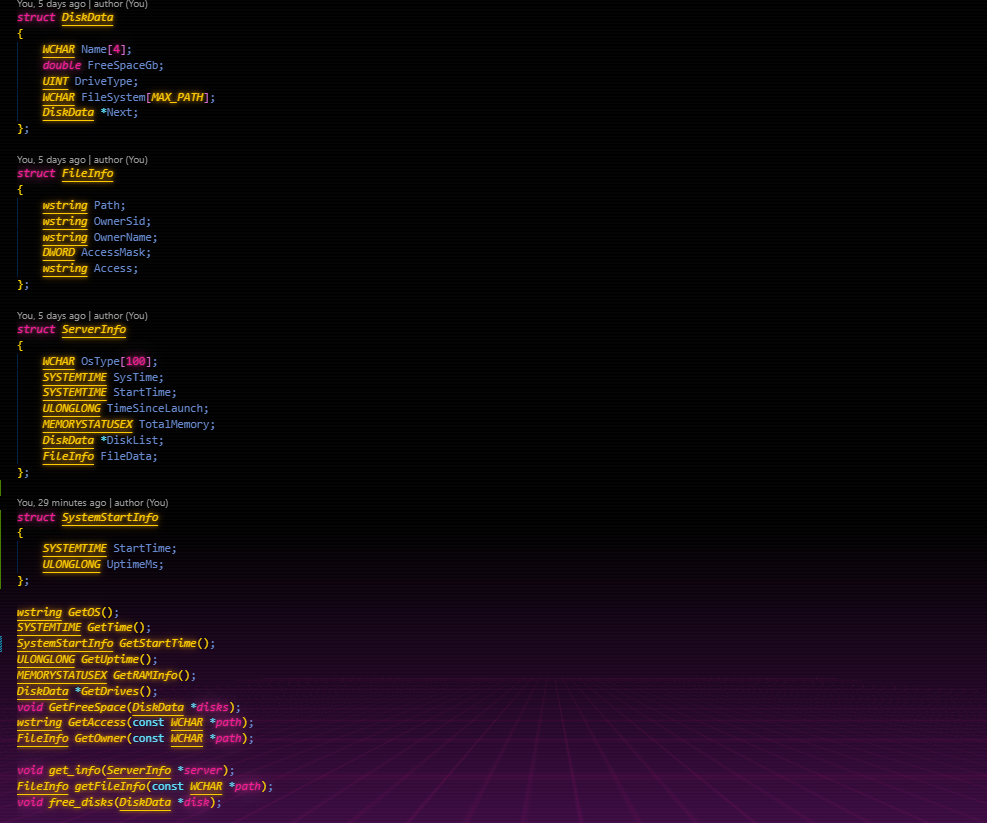 You, 5 days ago | author (You)
struct DiskData
{
WCHAR Name[4];
double FreeSpaceGb;
UINT DriveType;
WCHAR FileSystem[MAX_PATH];
DiskData *Next;
};
You, 5 days ago | author (You)
struct FileInfo
{
wstring Path;
wstring OwnerSid;
wstring OwnerName;
DWORD AccessMask;
wstring Access;
};
You, 5 days ago | author (You)
struct ServerInfo
{
WCHAR OsType[100];
SYSTEMTIME SysTime;
SYSTEMTIME StartTime;
ULONGLONG TimeSinceLaunch;
MEMORYSTATUSEX TotalMemory;
DiskData *DiskList;
FileInfo FileData;
};
You, 29 minutes ago | author (You)
struct SystemStartInfo
{
SYSTEMTIME StartTime;
ULONGLONG UptimeMs;
};
wstring GetOS();
SYSTEMTIME GetTime();
SystemStartInfo GetStartTime();
ULONGLONG GetUptime();
MEMORYSTATUSEX GetRAMInfo();
DiskData *GetDrives();
void GetFreeSpace(DiskData *disks);
wstring GetAccess(const WCHAR *path);
FileInfo GetOwner(const WCHAR *path);
void get_info(ServerInfo *server);
FileInfo getFileInfo(const WCHAR *path);
void free_disks(DiskData *disk);